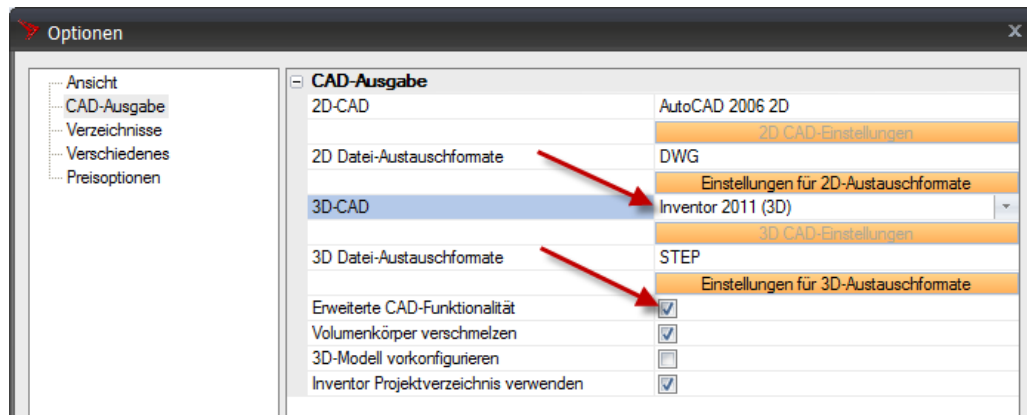 Optionen
x
Ansicht
CAD-Ausgabe
Verzeichnisse
Verschiedenes
Preisoptionen
CAD-Ausgabe
2D-CAD AutoCAD 2006 2D
2D CAD-Einstellungen
2D Datei-Austauschformate DWG
Einstellungen für 2D-Austauschformate
3D-CAD Inventor 2011 (3D)
3D CAD-Einstellungen
3D Datei-Austauschformate STEP
Einstellungen für 3D-Austauschformate
Erweiterte CAD-Funktionalität
Volumenkörper verschmelzen
3D-Modell vorkonfigurieren
Inventor Projektverzeichnis verwenden